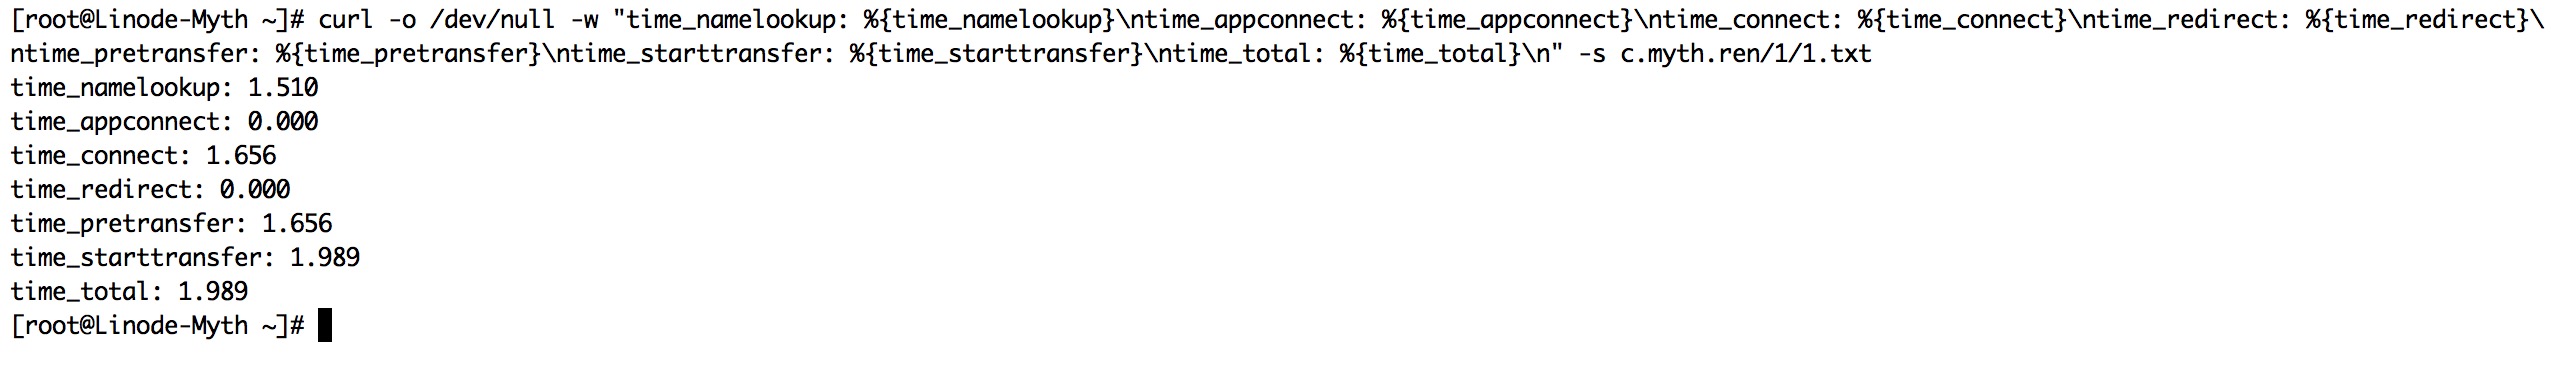 [root@Linode-Myth ~]# curl -o /dev/null -w "time_namelookup: %{time_namelookup}\ntime_appconnect: %{time_appconnect}\ntime_connect: %{time_connect}\ntime_redirect: %{time_redirect}\
ntime_pretransfer: %{time_pretransfer}\ntime_starttransfer: %{time_starttransfer}\ntime_total: %{time_total}\n" -s c.myth.ren/1/1.txt
time_namelookup: 1.510
time_appconnect: 0.000
time_connect: 1.656
time_redirect: 0.000
time_pretransfer: 1.656
time_starttransfer: 1.989
time_total: 1.989
[root@Linode-Myth ~]#